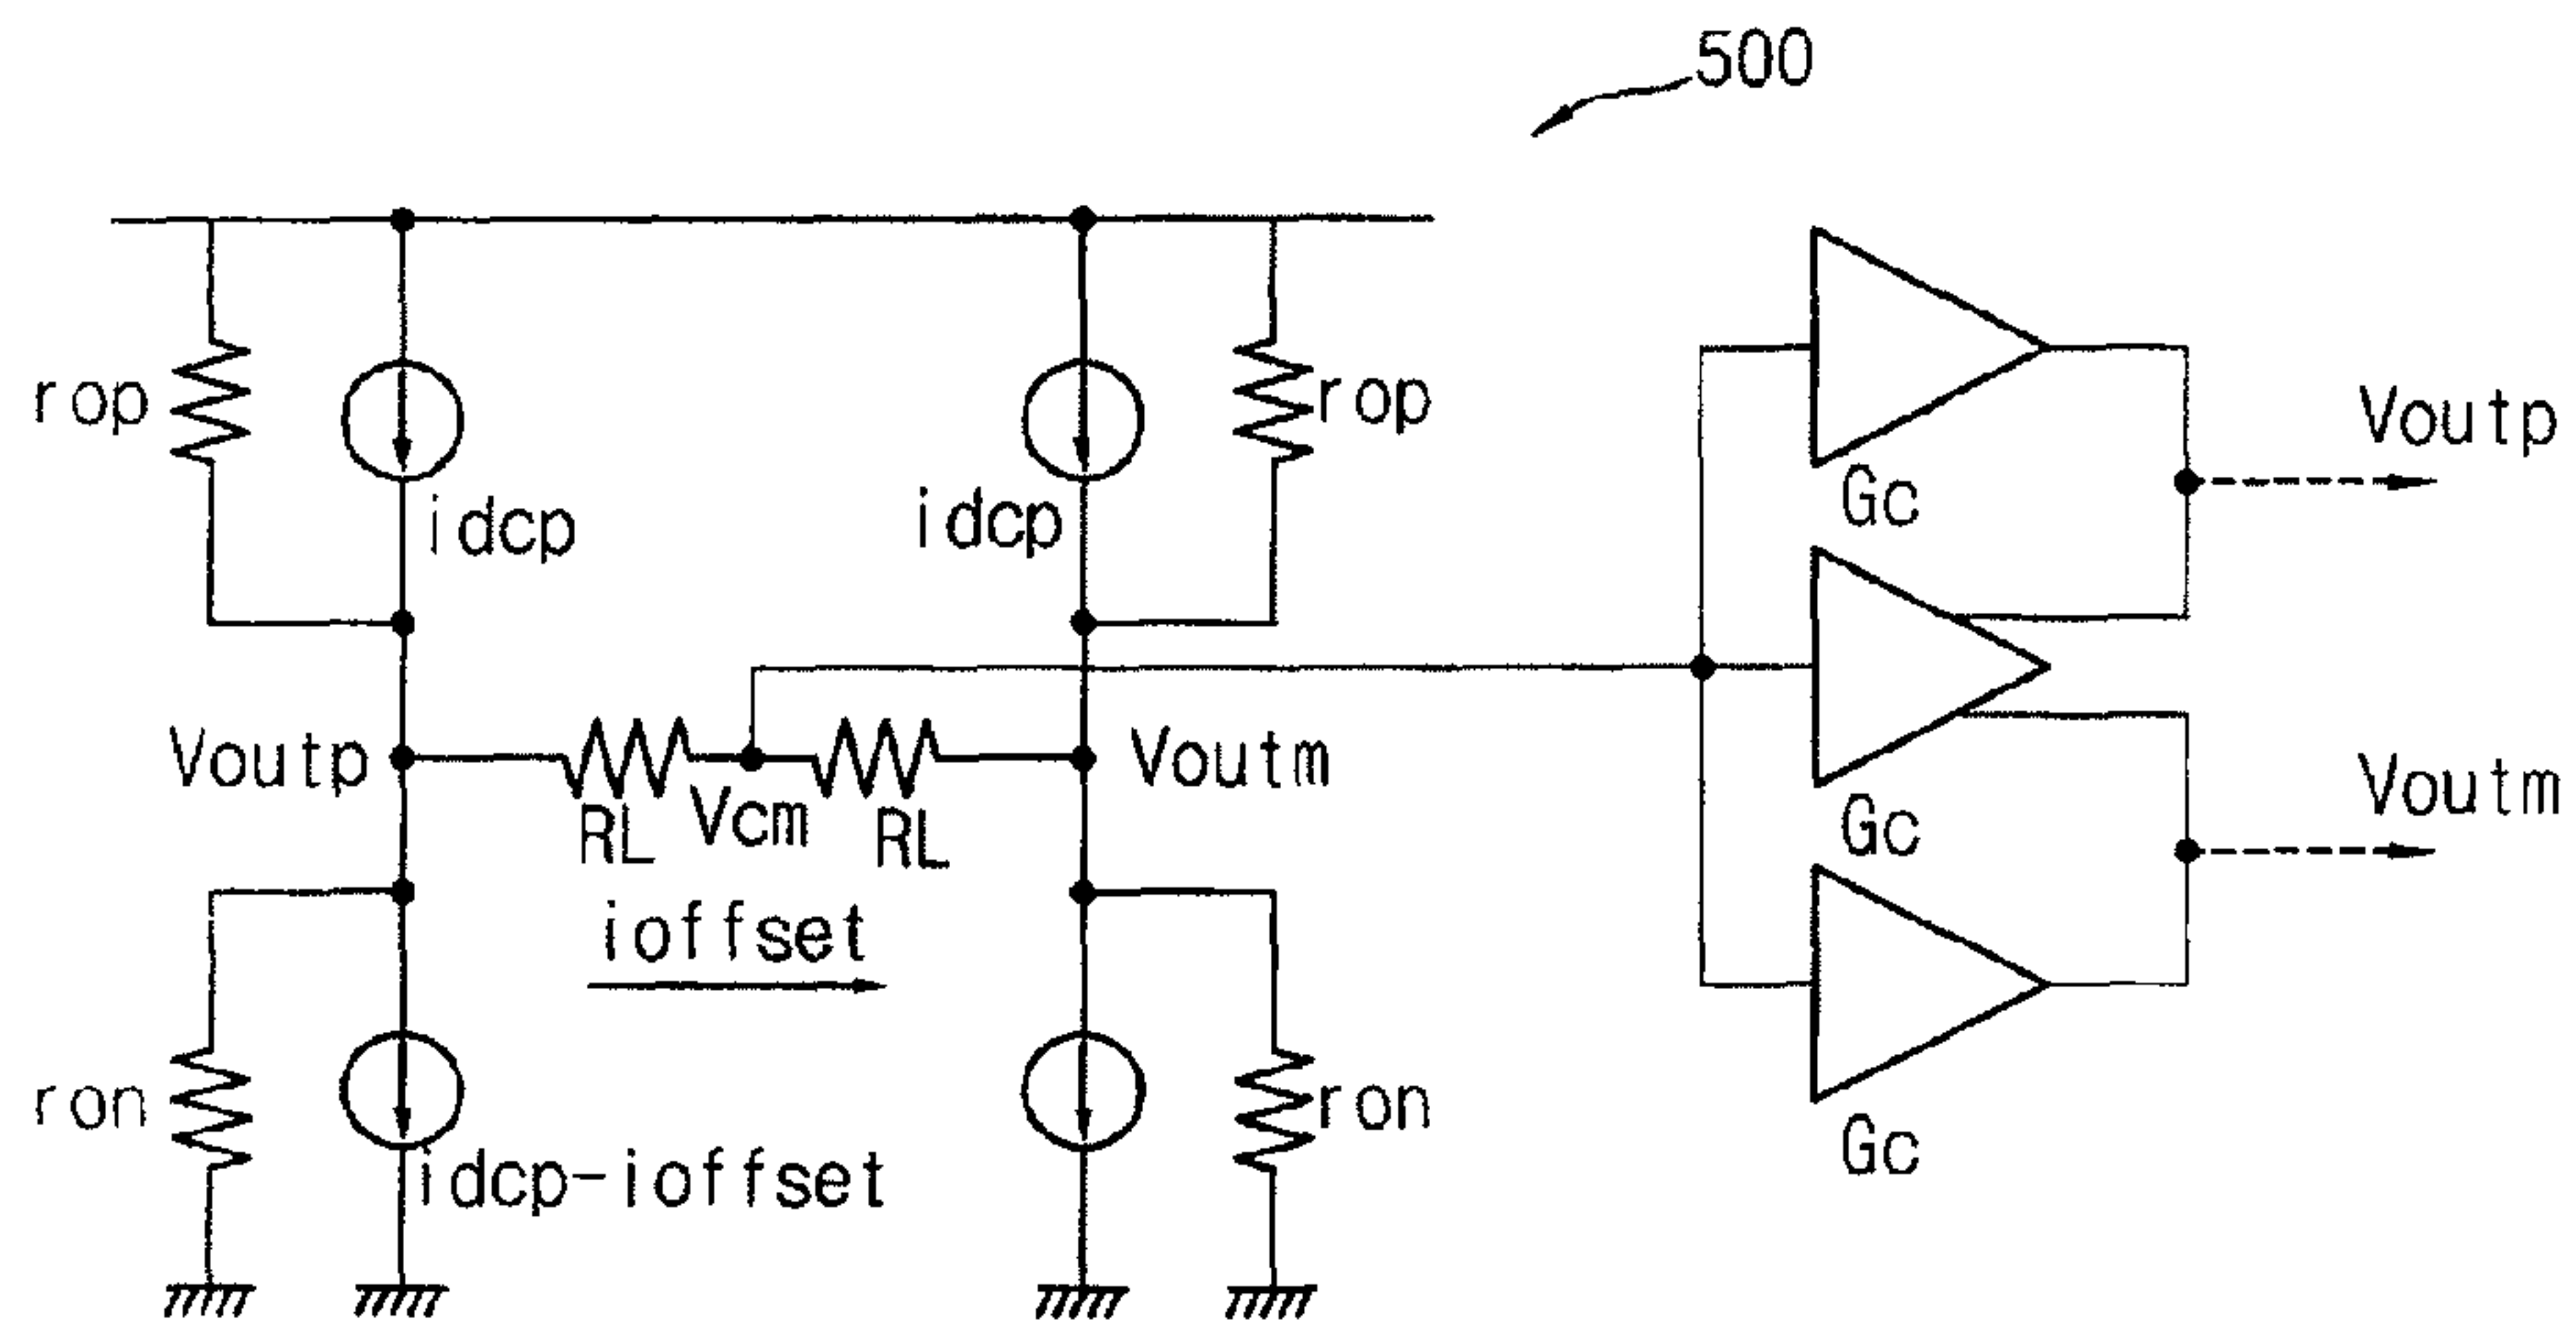 500
rop
idcp
idcp
rop
Gc
Voutp
Voutp
RL
Vcm
RL
Voutm
Gc
Voutm
ioffset
ron
idcp-ioffset
ron
Gc